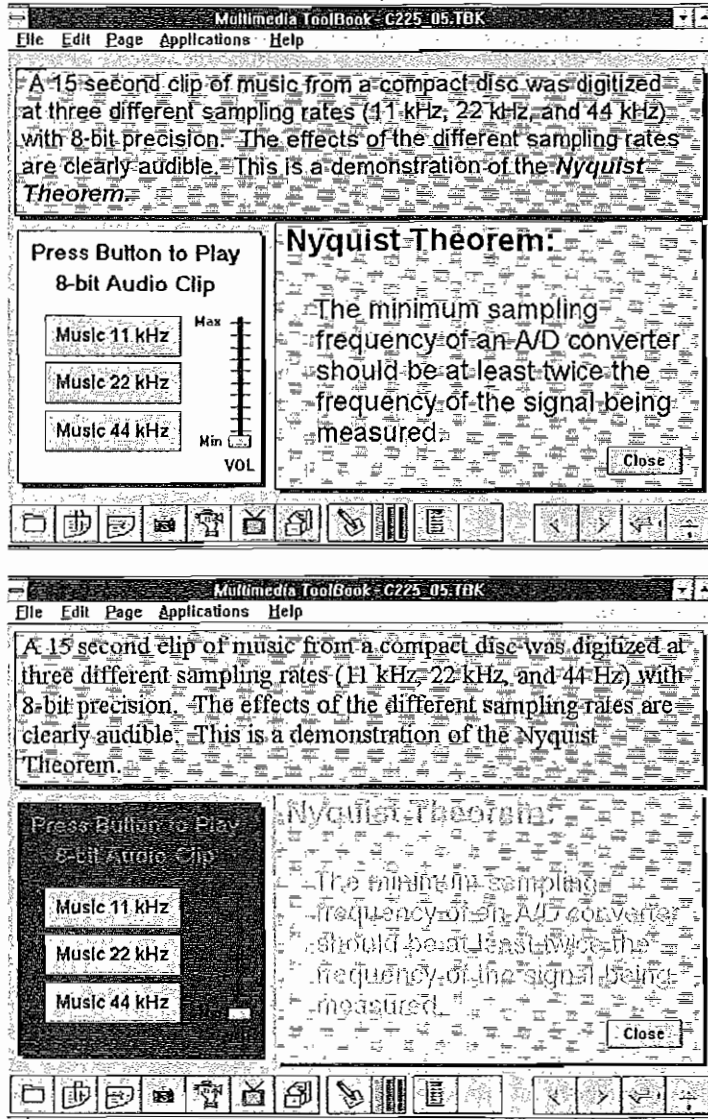 Multimedia ToolBook - C225_05.TBK
File Edit Page Applications Help
A 15 second clip of music from a compact disc was digitized
at three different sampling rates (11 kHz, 22 kHz, and 44 kHz)
with 8-bit precision. The effects of the different sampling rates
are clearly audible. This is a demonstration of the Nyquist
Theorem.
Press Button to Play
8-bit Audio Clip
Music 11 kHz
Music 22 kHz
Music 44 kHz
Max
Min
VOL
Nyquist Theorem:
The minimum sampling
frequency of an A/D converter
should be at least twice the
frequency of the signal being
measured.
Close
Multimedia ToolBook - C225_05.TBK
File Edit Page Applications Help
A 15 second clip of music from a compact disc was digitized at
three different sampling rates (11 kHz, 22 kHz, and 44 Hz) with
8-bit precision. The effects of the different sampling rates are
clearly audible. This is a demonstration of the Nyquist
Theorem.
Press Button to Play
8-bit Audio Clip
Music 11 kHz
Music 22 kHz
Music 44 kHz
Nyquist Theorem:
The minimum sampling
frequency of an A/D converter
should be at least twice the
frequency of the signal being
measured.
Close